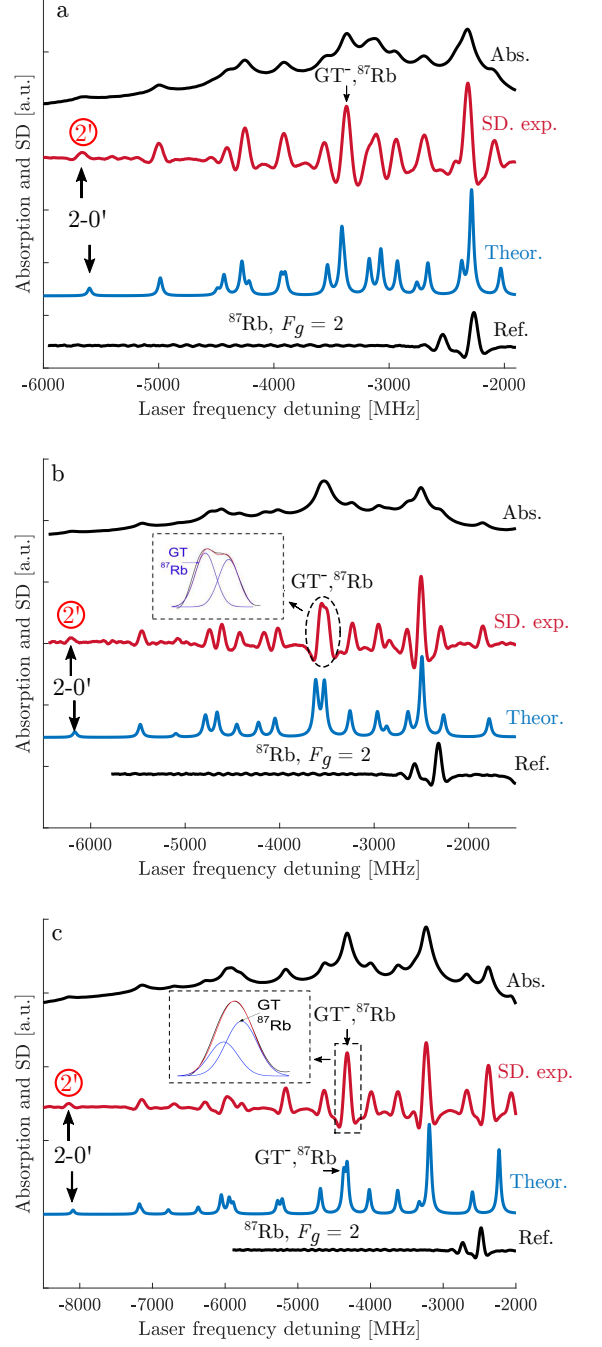 a
Abs.
GT⁻,⁸⁷Rb
2'
SD. exp.
2-0'
Theor.
⁸⁷Rb, F_g = 2
Ref.
Absorption and SD [a.u.]
-6000 -5000 -4000 -3000 -2000
Laser frequency detuning [MHz]
b
Abs.
GT
⁸⁷Rb
GT⁻,⁸⁷Rb
2'
SD. exp.
2-0'
Theor.
⁸⁷Rb, F_g = 2
Ref.
Absorption and SD [a.u.]
-6000 -5000 -4000 -3000 -2000
Laser frequency detuning [MHz]
c
Abs.
GT
⁸⁷Rb
GT⁻,⁸⁷Rb
2'
SD. exp.
2-0'
GT⁻,⁸⁷Rb
Theor.
⁸⁷Rb, F_g = 2
Ref.
Absorption and SD [a.u.]
-8000 -7000 -6000 -5000 -4000 -3000 -2000
Laser frequency detuning [MHz]